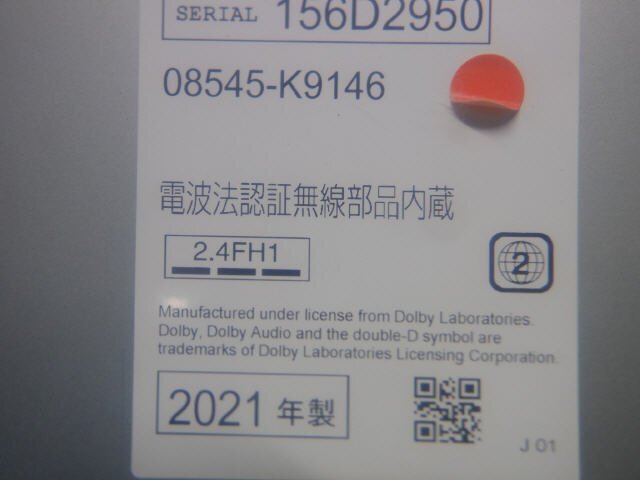 SERIAL 156D2950
08545-K9146
電波法認証無線部品内蔵
2.4FH1
2
Manufactured under license from Dolby Laboratories.
Dolby, Dolby Audio and the double-D symbol are
trademarks of Dolby Laboratories Licensing Corporation.
2021 年製
J 01